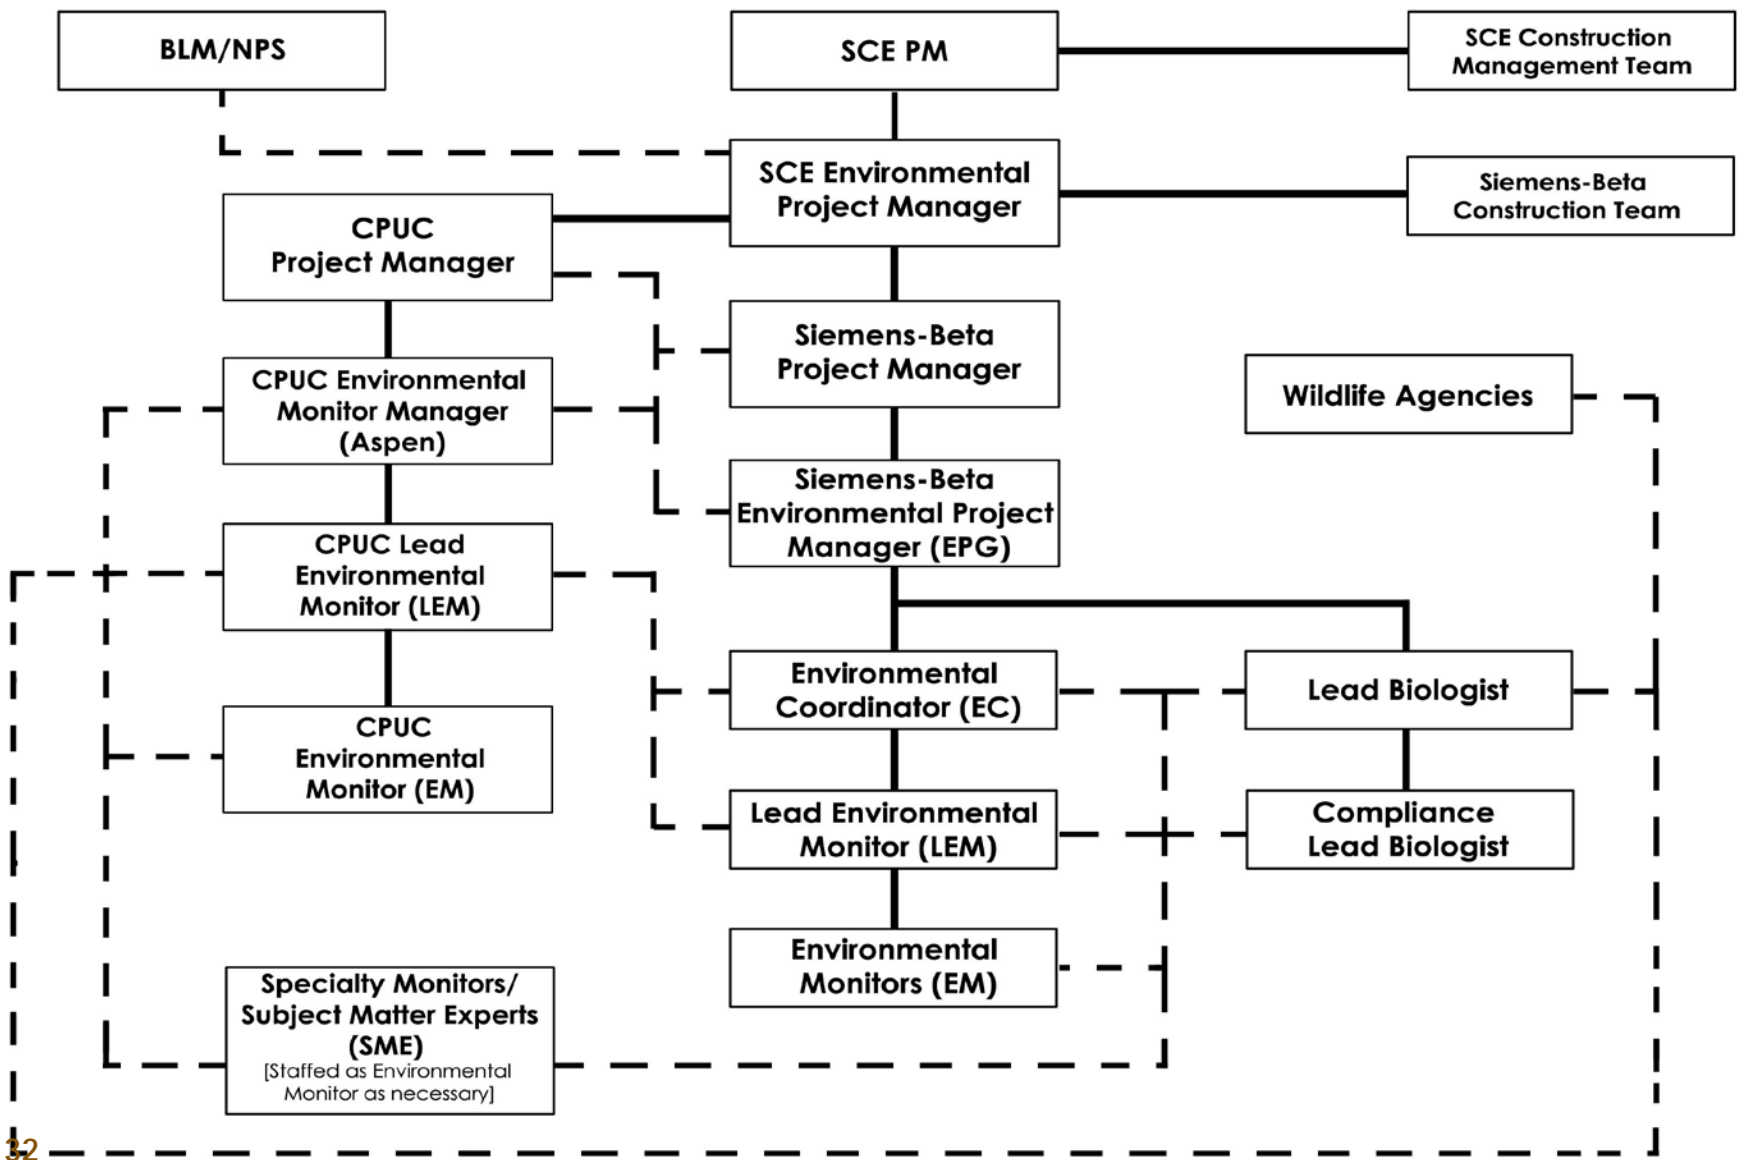 BLM/NPS
SCE PM
SCE Construction
Management Team
SCE Environmental
Project Manager
Siemens-Beta
Construction Team
CPUC
Project Manager
Siemens-Beta
Project Manager
CPUC Environmental
Monitor Manager
(Aspen)
Wildlife Agencies
Siemens-Beta
Environmental Project
Manager (EPG)
CPUC Lead
Environmental
Monitor (LEM)
Environmental
Coordinator (EC)
Lead Biologist
CPUC
Environmental
Monitor (EM)
Lead Environmental
Monitor (LEM)
Compliance
Lead Biologist
Environmental
Monitors (EM)
Specialty Monitors/
Subject Matter Experts
(SME)
[Staffed as Environmental
Monitor as necessary]
32